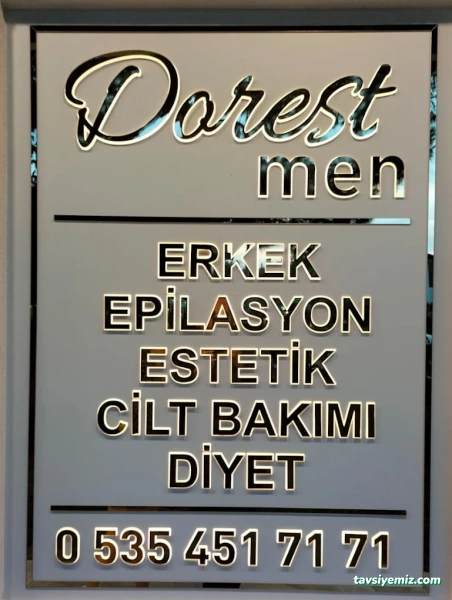 Dorest
men
ERKEK
EPİLASYON
ESTETİK
CİLT BAKIMI
DİYET
0 535 451 71 71
tavsiyemiz.com